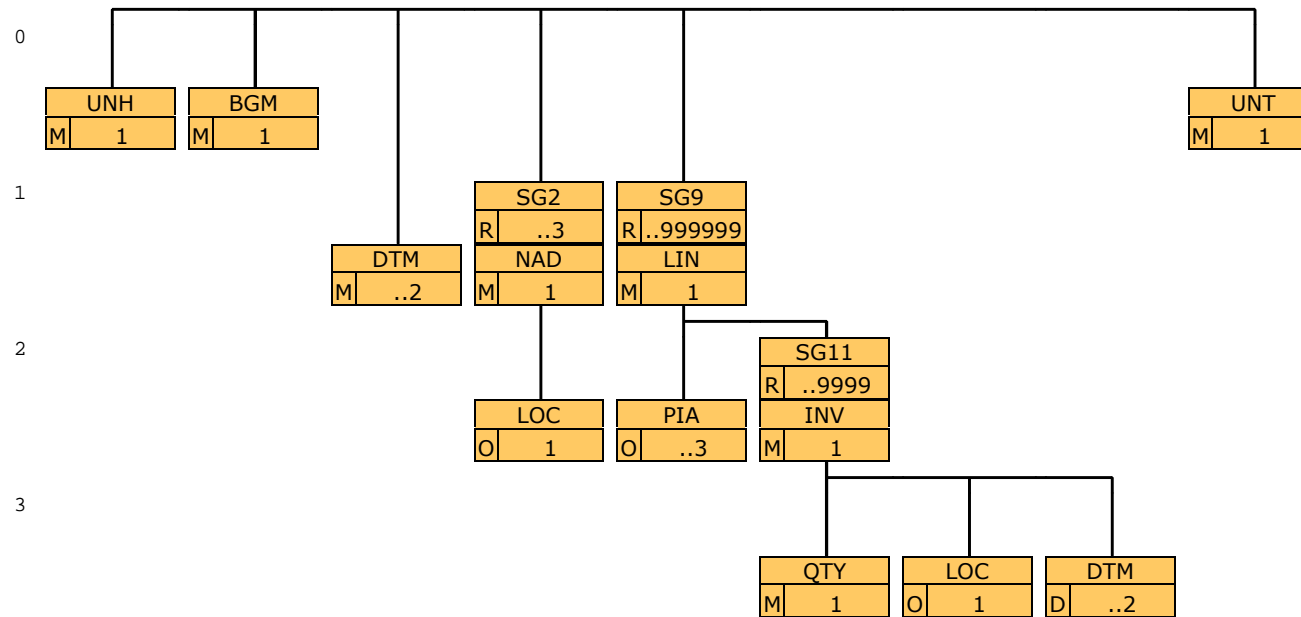 0
UNH BGM UNT
M 1 M 1 M 1
1
SG2 SG9
R ..3 R ..999999
DTM NAD LIN
M ..2 M 1 M 1
2
SG11
R ..9999
LOC PIA INV
O 1 O ..3 M 1
3
QTY LOC DTM
M 1 O 1 D ..2